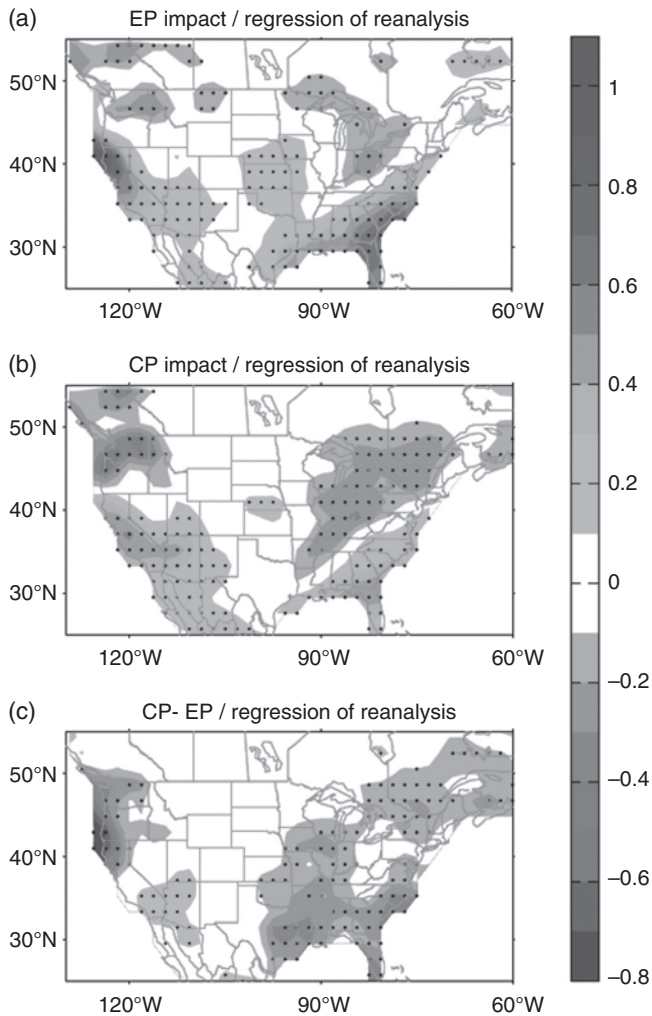 (a) EP impact / regression of reanalysis
50°N
40°N
30°N
120°W 90°W 60°W
(b) CP impact / regression of reanalysis
50°N
40°N
30°N
120°W 90°W 60°W
(c) CP- EP / regression of reanalysis
50°N
40°N
30°N
120°W 90°W 60°W
1
0.8
0.6
0.4
0.2
0
–0.2
–0.4
–0.6
–0.8